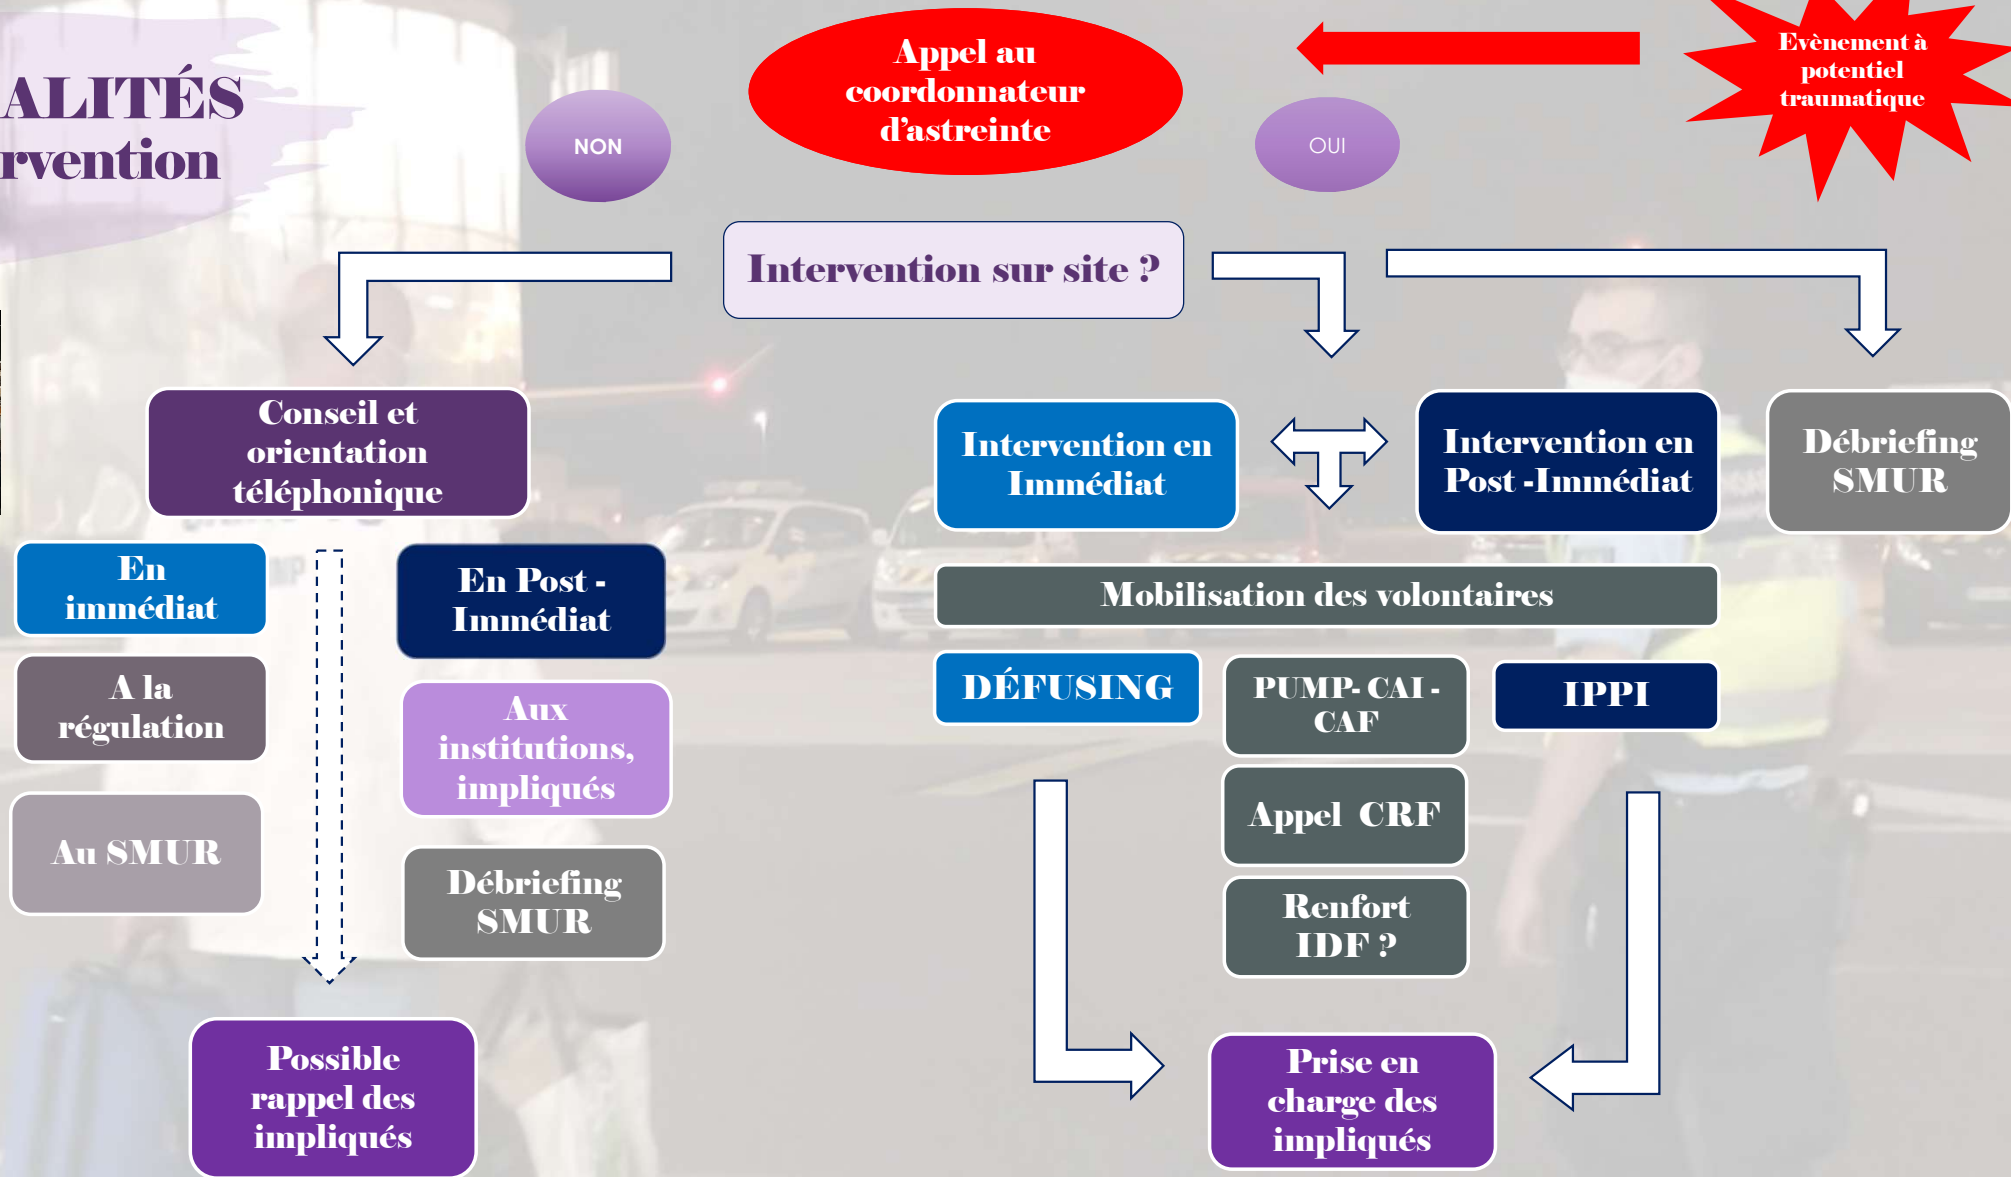 ALITÉS
rvention
Appel au
coordonnateur
d’astreinte
Evènement à
potentiel
traumatique
NON
OUI
Intervention sur site ?
Conseil et
orientation
téléphonique
En
immédiat
A la
régulation
Au SMUR
En Post -
Immédiat
Aux
institutions,
impliqués
Débriefing
SMUR
Possible
rappel des
impliqués
Intervention en
Immédiat
Intervention en
Post -Immédiat
Débriefing
SMUR
Mobilisation des volontaires
DÉFUSING
PUMP- CAI -
CAF
IPPI
Appel CRF
Renfort
IDF ?
Prise en
charge des
impliqués